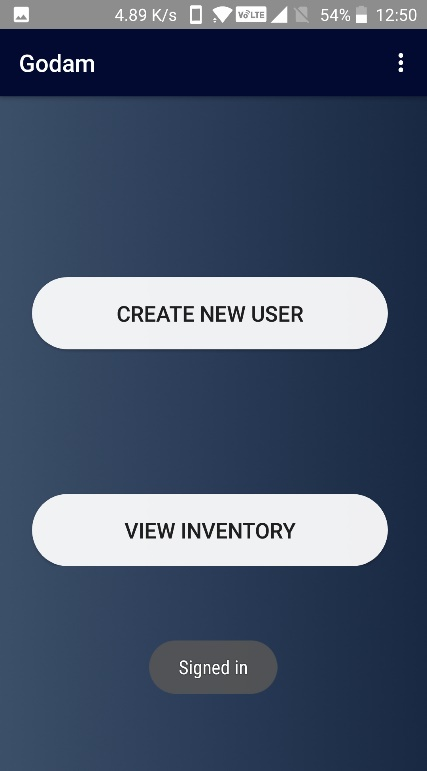 4.89 K/s VoLTE 54% 12:50
Godam
CREATE NEW USER
VIEW INVENTORY
Signed in